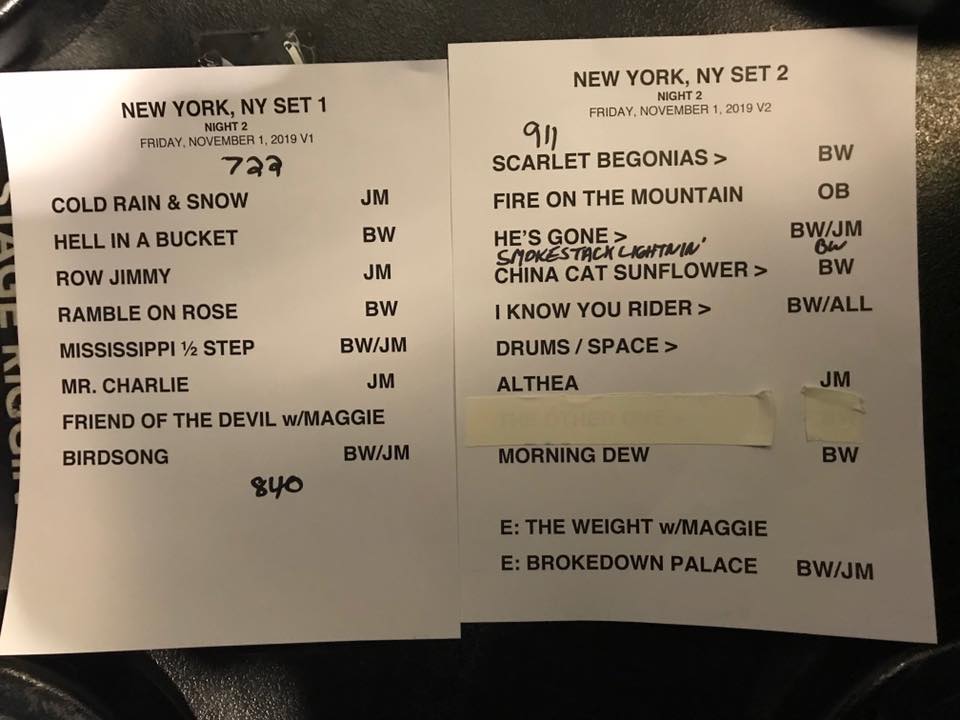 NEW YORK, NY SET 1
NIGHT 2
FRIDAY, NOVEMBER 1, 2019 V1
722
COLD RAIN & SNOW JM
HELL IN A BUCKET BW
ROW JIMMY JM
RAMBLE ON ROSE BW
MISSISSIPPI ½ STEP BW/JM
MR. CHARLIE JM
FRIEND OF THE DEVIL w/MAGGIE
BIRDSONG BW/JM
840
NEW YORK, NY SET 2
NIGHT 2
FRIDAY, NOVEMBER 1, 2019 V2
911
SCARLET BEGONIAS > BW
FIRE ON THE MOUNTAIN OB
HE'S GONE > BW/JM
SMOKESTACK LIGHTNIN' BW
CHINA CAT SUNFLOWER > BW
I KNOW YOU RIDER > BW/ALL
DRUMS / SPACE >
ALTHEA JM
THE OTHER
MORNING DEW BW
E: THE WEIGHT w/MAGGIE
E: BROKEDOWN PALACE BW/JM